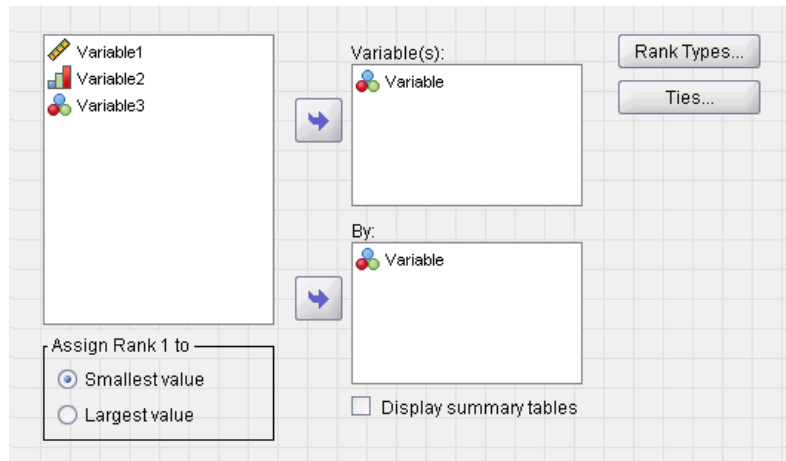 Variable1
Variable2
Variable3
Variable(s):
Variable
By:
Variable
Rank Types...
Ties...
Assign Rank 1 to
Smallest value
Largest value
Display summary tables